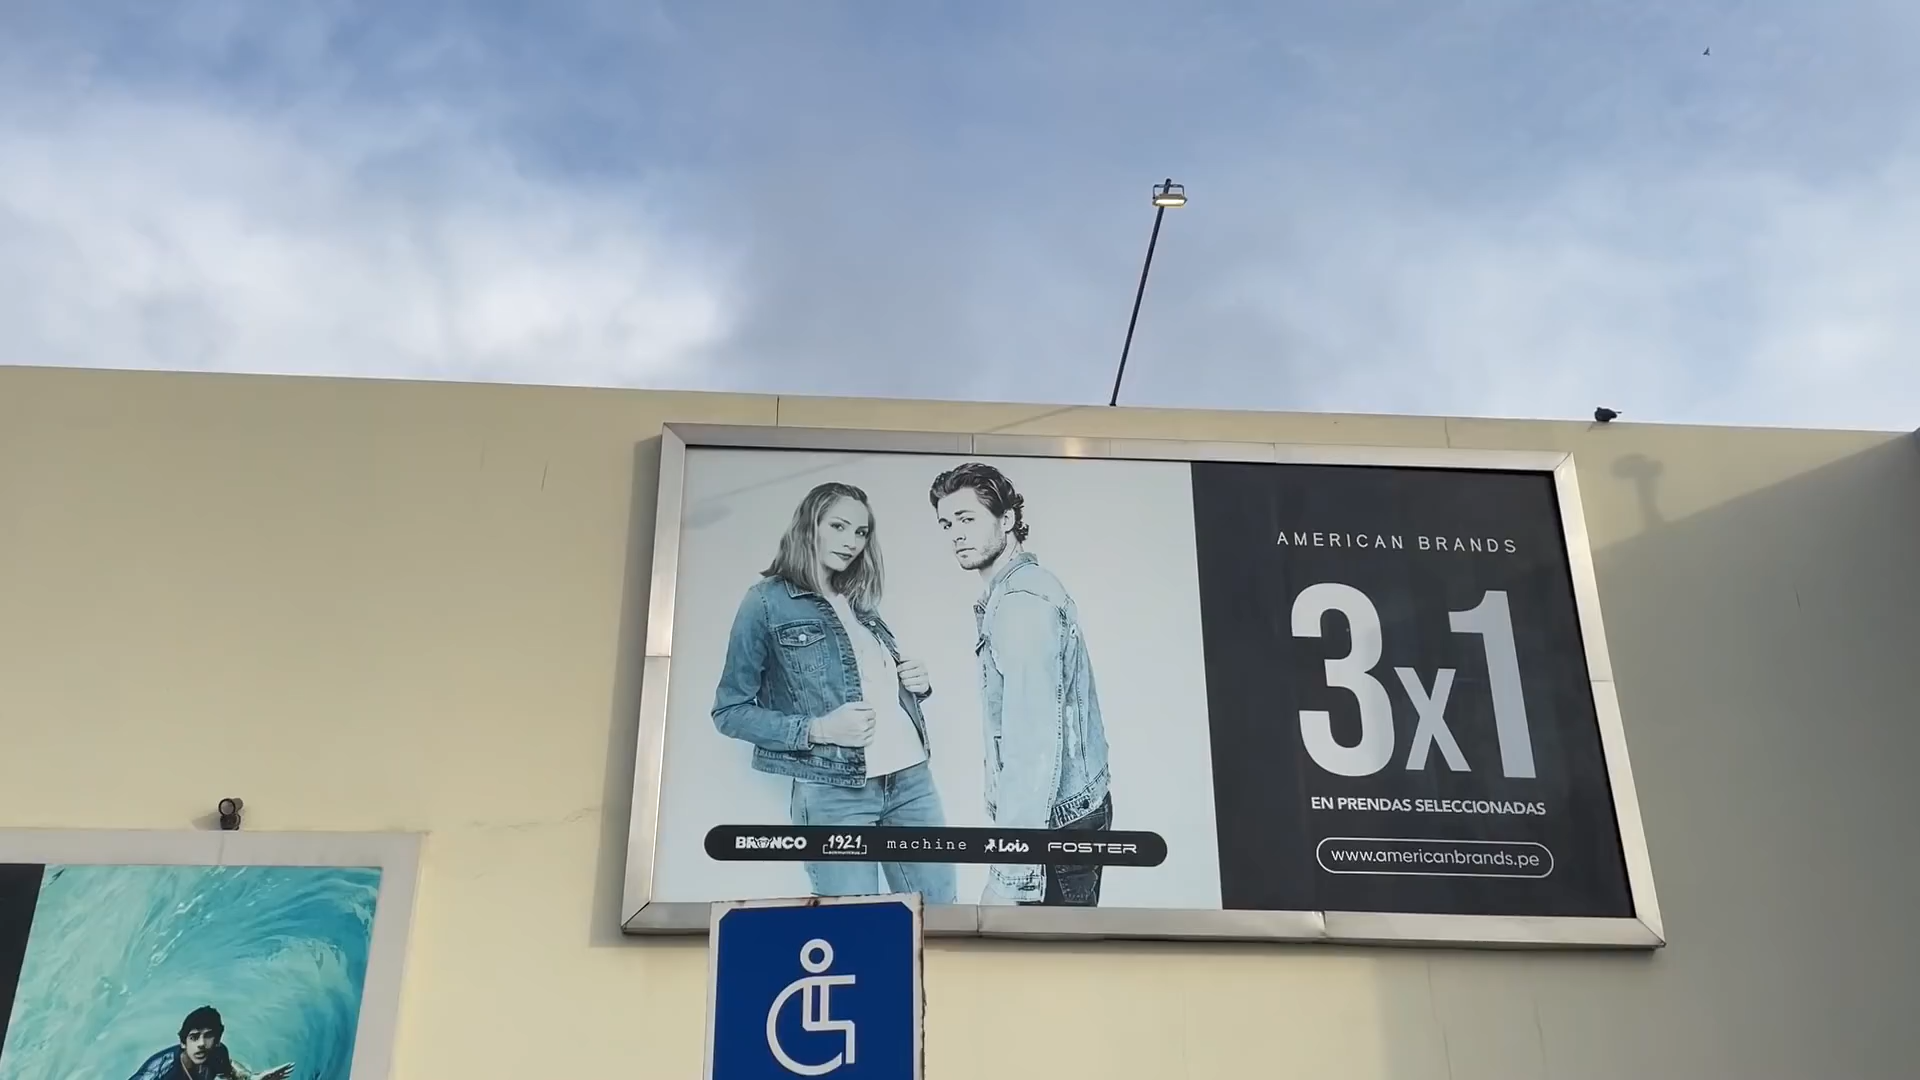 AMERICAN BRANDS
3x1
EN PRENDAS SELECCIONADAS
www.americanbrands.pe
BRONCO 1921 machine Lois FOSTER